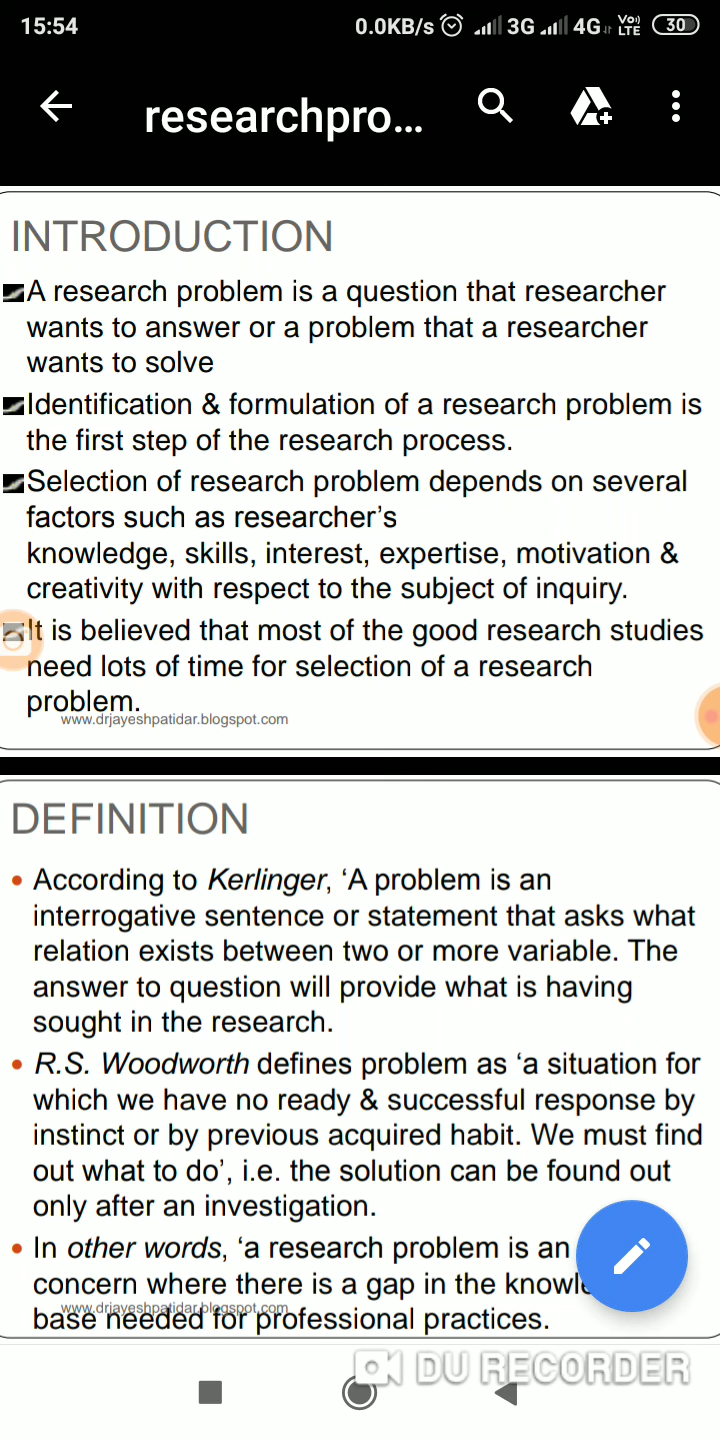 15:54 0.0KB/s 3G 4G Vo)) LTE 30
researchpro...
INTRODUCTION
A research problem is a question that researcher
wants to answer or a problem that a researcher
wants to solve
Identification & formulation of a research problem is
the first step of the research process.
Selection of research problem depends on several
factors such as researcher’s
knowledge, skills, interest, expertise, motivation &
creativity with respect to the subject of inquiry.
It is believed that most of the good research studies
need lots of time for selection of a research
problem.
www.drjayeshpatidar.blogspot.com
DEFINITION
• According to Kerlinger, ‘A problem is an
interrogative sentence or statement that asks what
relation exists between two or more variable. The
answer to question will provide what is having
sought in the research.
• R.S. Woodworth defines problem as ‘a situation for
which we have no ready & successful response by
instinct or by previous acquired habit. We must find
out what to do’, i.e. the solution can be found out
only after an investigation.
• In other words, ‘a research problem is an
concern where there is a gap in the
base needed for professional practices.
www.drjayeshpatidar.blogspot.com
DU RECORDER